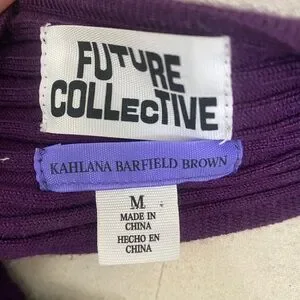 FUTURE
COLLECTIVE
KAHLANA BARFIELD BROWN
M
MADE IN
CHINA
HECHO EN
CHINA